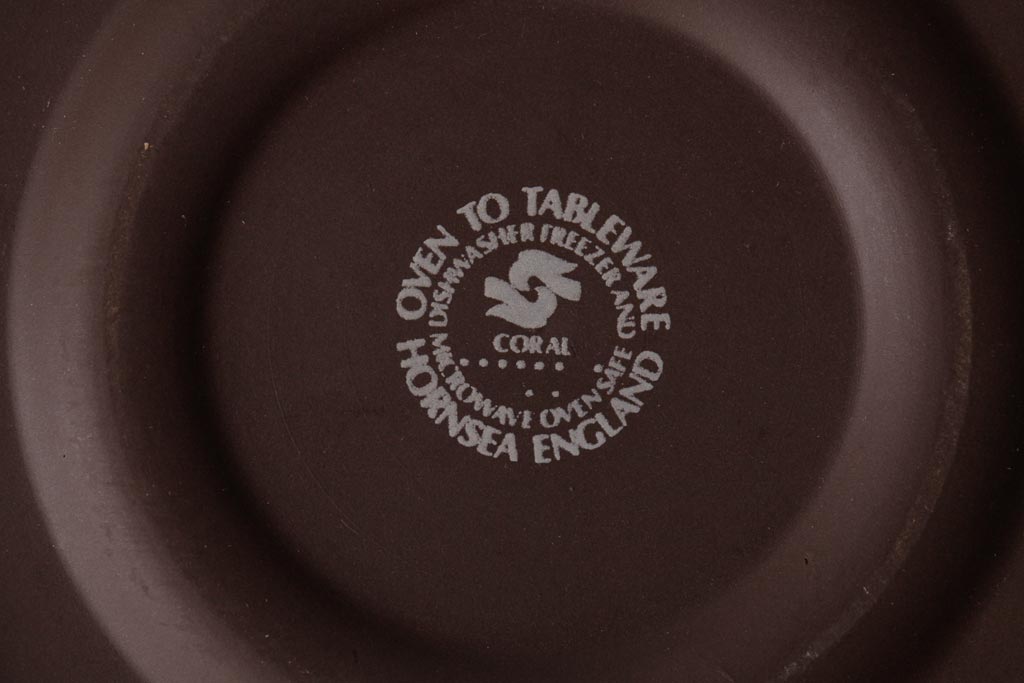 OVEN TO TABLEWARE
DISHWASHER FREEZER AND
CORAL
MICROWAVE OVEN SAFE
HORNSEA ENGLAND